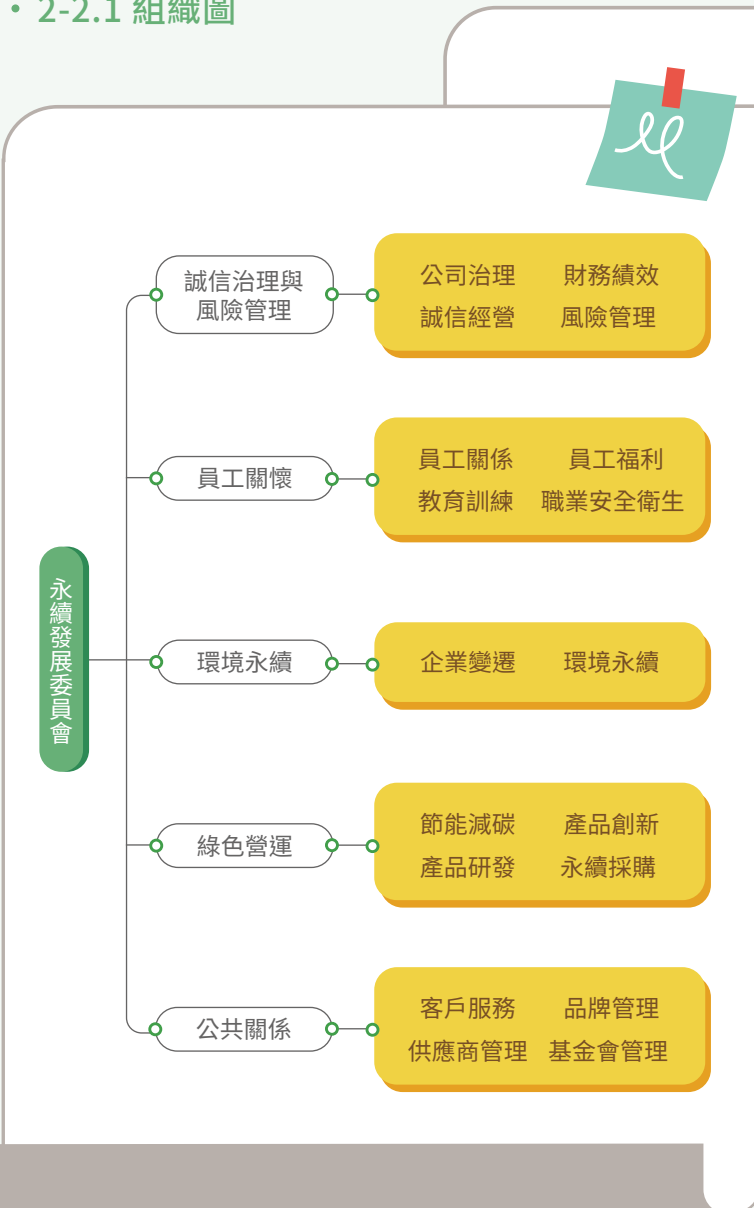 • 2-2.1 組織圖
永續發展委員會
誠信治理與
風險管理
公司治理 財務績效
誠信經營 風險管理
員工關懷
員工關係 員工福利
教育訓練 職業安全衛生
環境永續
企業變遷 環境永續
綠色營運
節能減碳 產品創新
產品研發 永續採購
公共關係
客戶服務 品牌管理
供應商管理 基金會管理